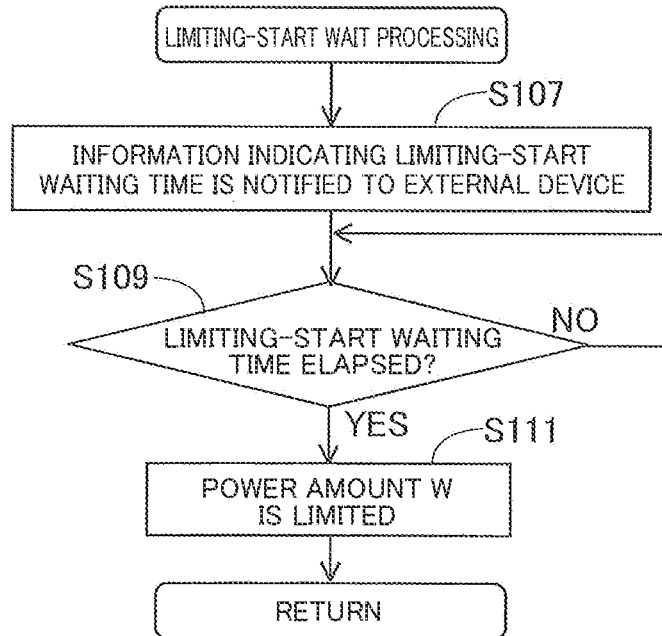 LIMITING-START WAIT PROCESSING
S107
INFORMATION INDICATING LIMITING-START
WAITING TIME IS NOTIFIED TO EXTERNAL DEVICE
S109
LIMITING-START WAITING
TIME ELAPSED?
NO
YES
S111
POWER AMOUNT W
IS LIMITED
RETURN